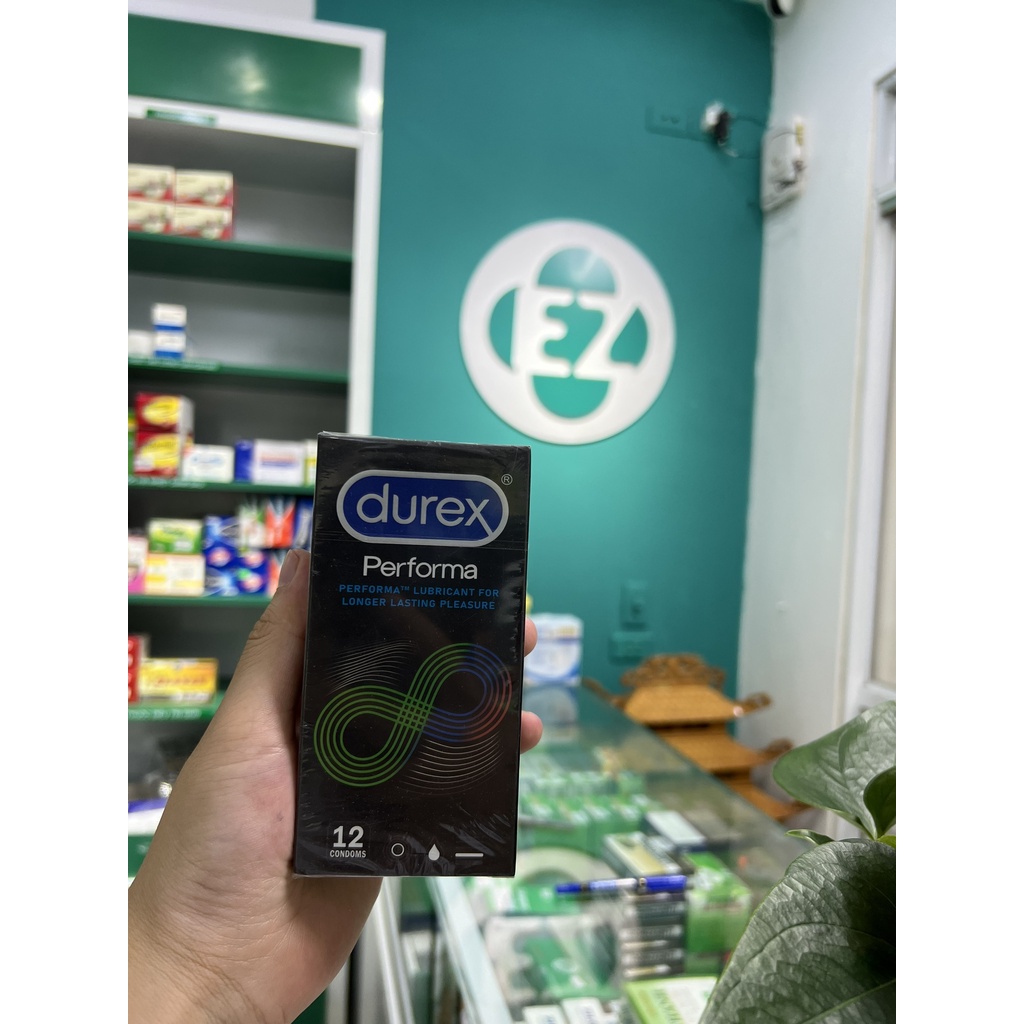 EZ
durex®
Performa
PERFORMA™ LUBRICANT FOR
LONGER LASTING PLEASURE
12
CONDOMS